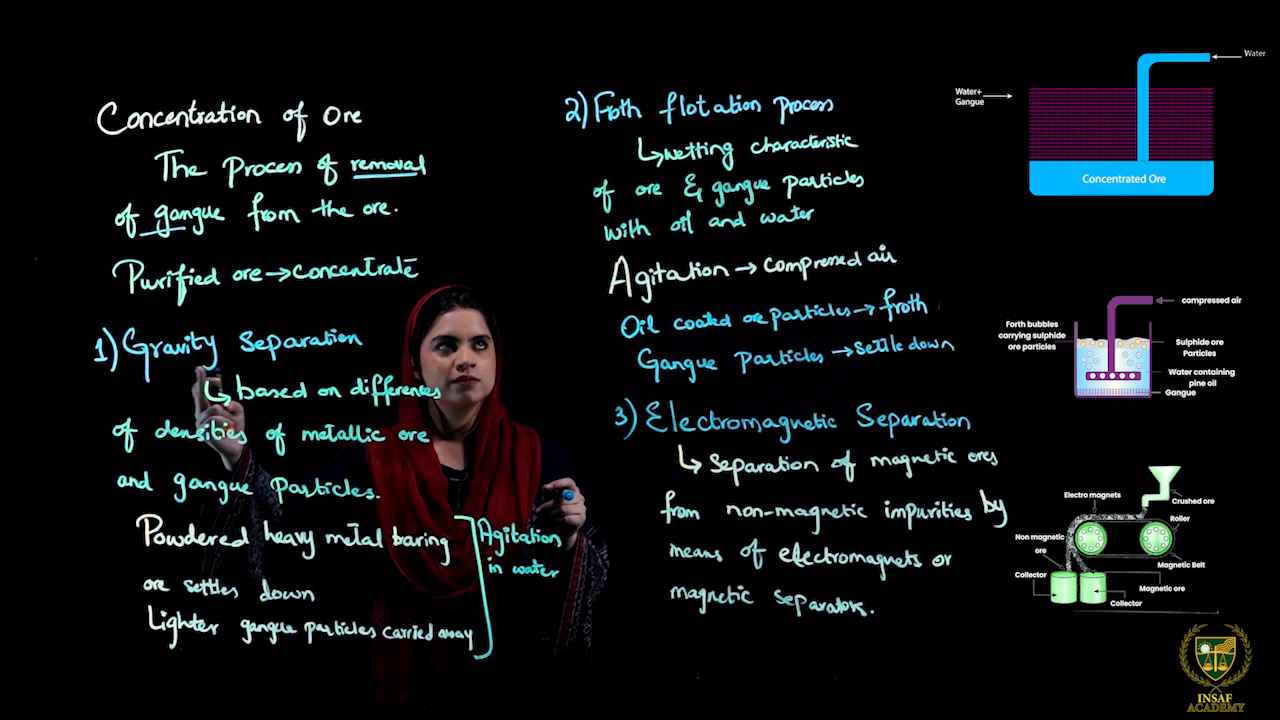 Concentration of Ore
The Process of removal
of gangue from the ore.
Purified ore → concentrate
1) Gravity Separation
↳ based on differences
of densities of metallic ore
and gangue particles.
Powdered heavy metal baring
ore settles down
Lighter gangue particles carried away
Agitation
in water
2) Froth flotation process
↳ wetting characteristic
of ore & gangue particles
with oil and water
Agitation → compressed air
Oil coated ore particles → froth
Gangue Particles → settle down
3) Electromagnetic Separation
↳ Separation of magnetic ores
from non-magnetic impurities by
means of electromagnets or
magnetic separators.
Water
Water+
Gangue
Concentrated Ore
compressed air
Forth bubbles
carrying sulphide
ore particles
Sulphide ore
Particles
Water containing
pine oil
Gangue
Electro magnets
Crushed ore
Roller
Non magnetic
ore
Magnetic Belt
Collector
Magnetic ore
Collector
INSAF
ACADEMY